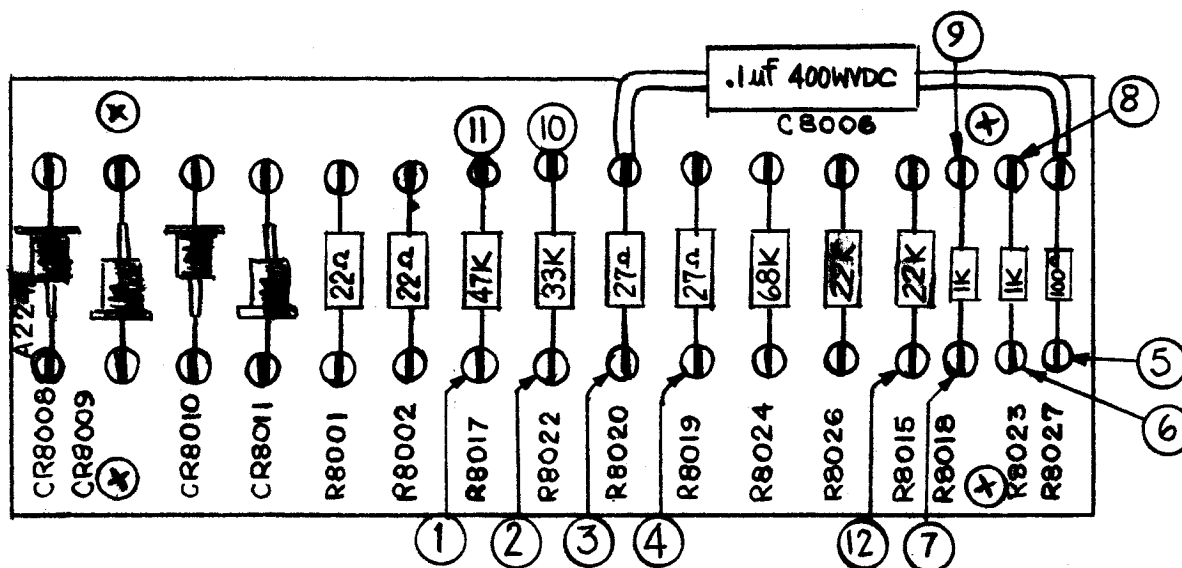 9
.1uf 400WVDC
8
11
10
C8006
22Ω
22Ω
47K
33K
27Ω
27Ω
68K
22K
22K
1K
1K
100Ω
CR8008
CR8009
CR8010
CR8011
R8001
R8002
R8017
R8022
R8020
R8019
R8024
R8026
R8015
R8018
R8023
R8027
5
6
1
2
3
4
12
7